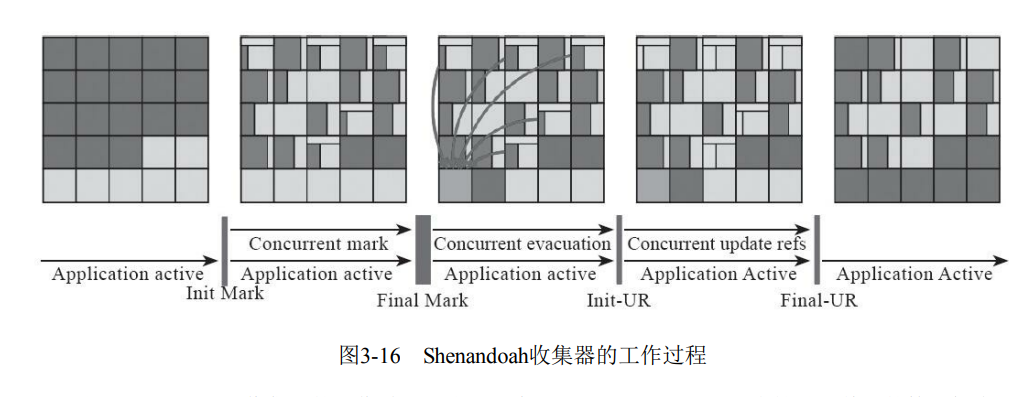 Concurrent mark Concurrent evacuation Concurrent update refs
Application active Application active Application active Application Active Application Active
Init Mark Final Mark Init-UR Final-UR
图3-16 Shenandoah收集器的工作过程